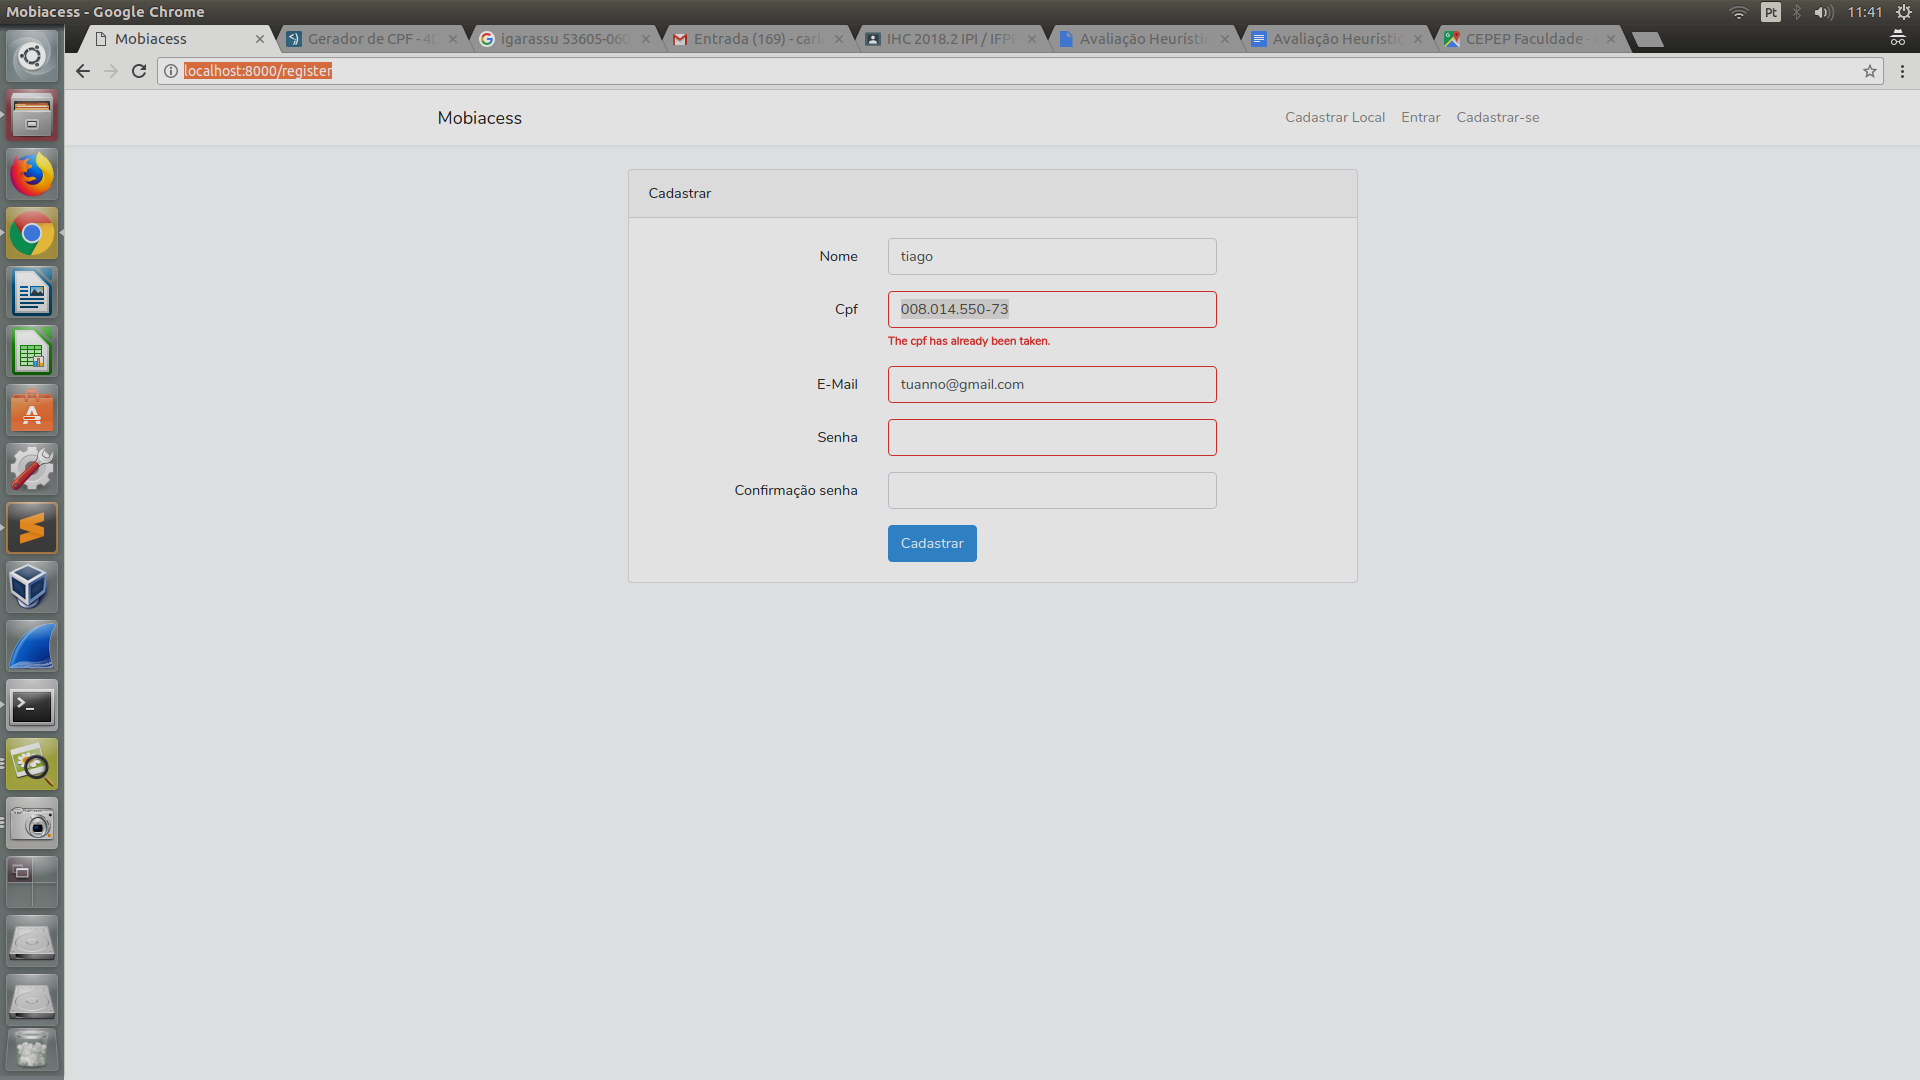 Mobiacess - Google Chrome
Pt
11:41
Mobiacess
Gerador de CPF - 4D
igarassu 53605-060
Entrada (169) - carl
IHC 2018.2 IPI / IFPE
Avaliação Heurístic
Avaliação Heurístic
CEPEP Faculdade -
localhost:8000/register
Mobiacess
Cadastrar Local
Entrar
Cadastrar-se
Cadastrar
Nome
tiago
Cpf
008.014.550-73
The cpf has already been taken.
E-Mail
tuanno@gmail.com
Senha
Confirmação senha
Cadastrar